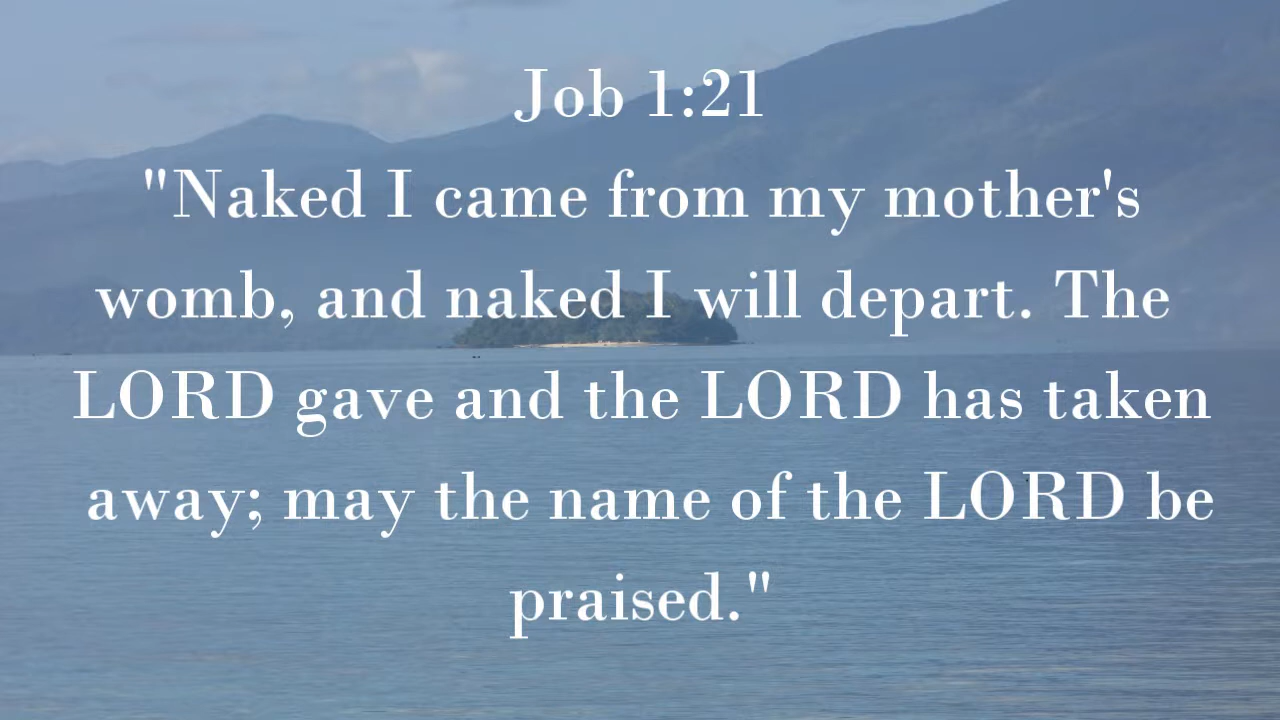 Job 1:21
"Naked I came from my mother's
womb, and naked I will depart. The
LORD gave and the LORD has taken
away; may the name of the LORD be
praised."